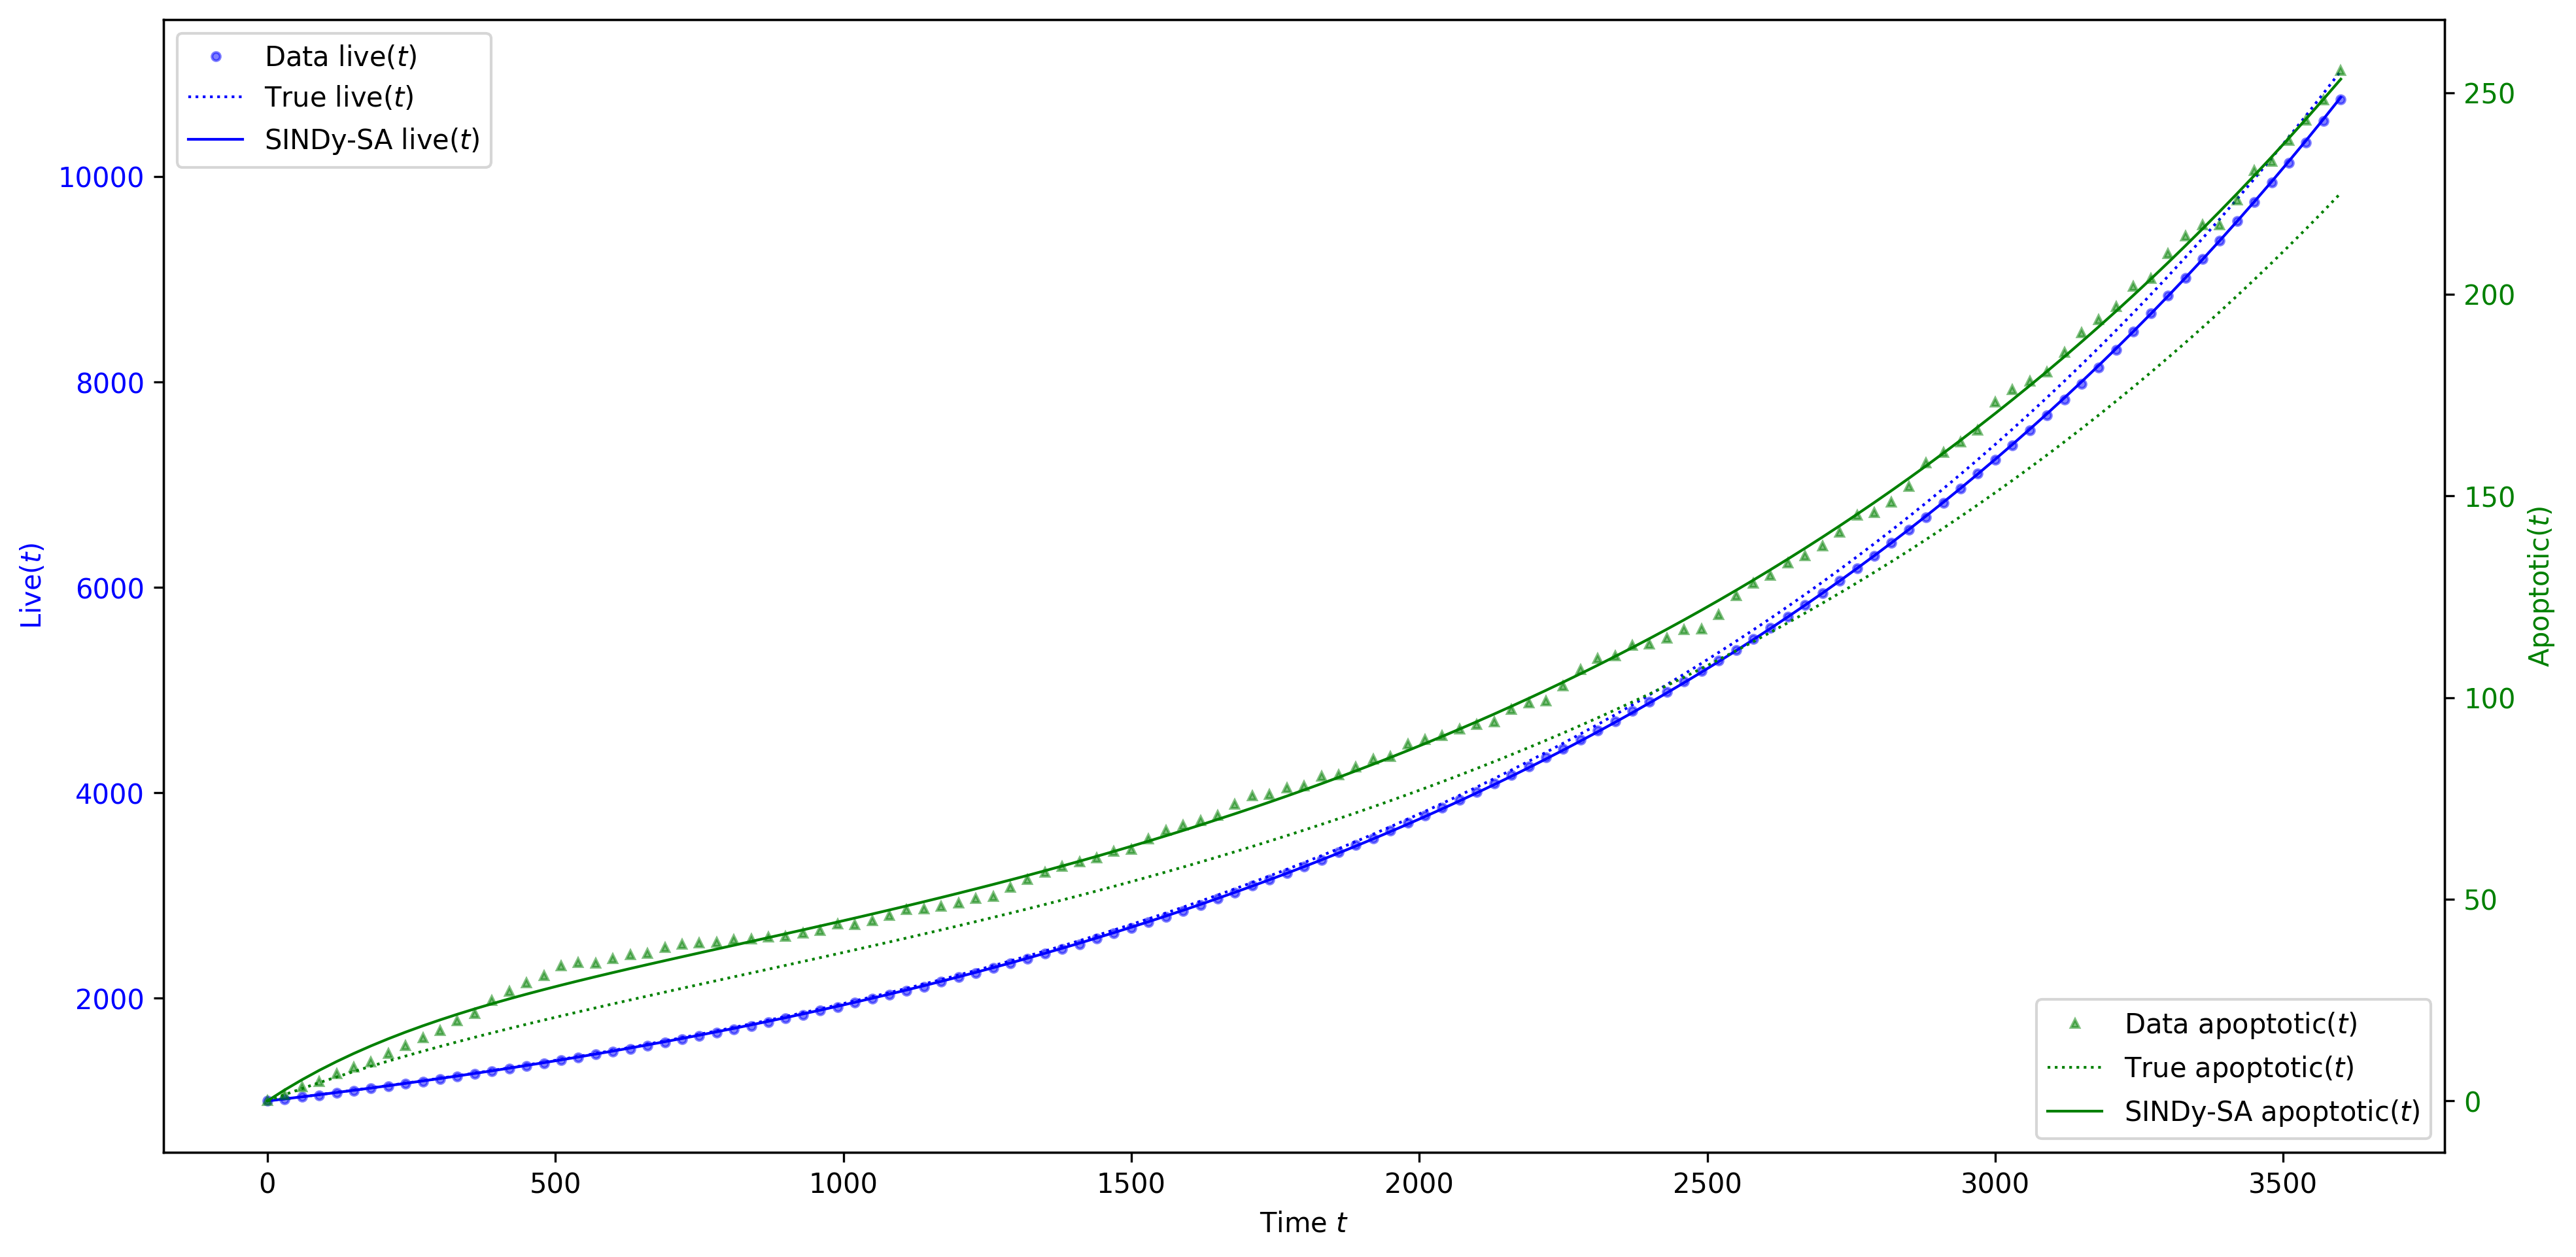 Data live(t)
True live(t)
SINDy-SA live(t)
10000
8000
6000
4000
2000
Live(t)
250
200
150
100
50
0
Apoptotic(t)
Data apoptotic(t)
True apoptotic(t)
SINDy-SA apoptotic(t)
0
500
1000
1500
2000
2500
3000
3500
Time t